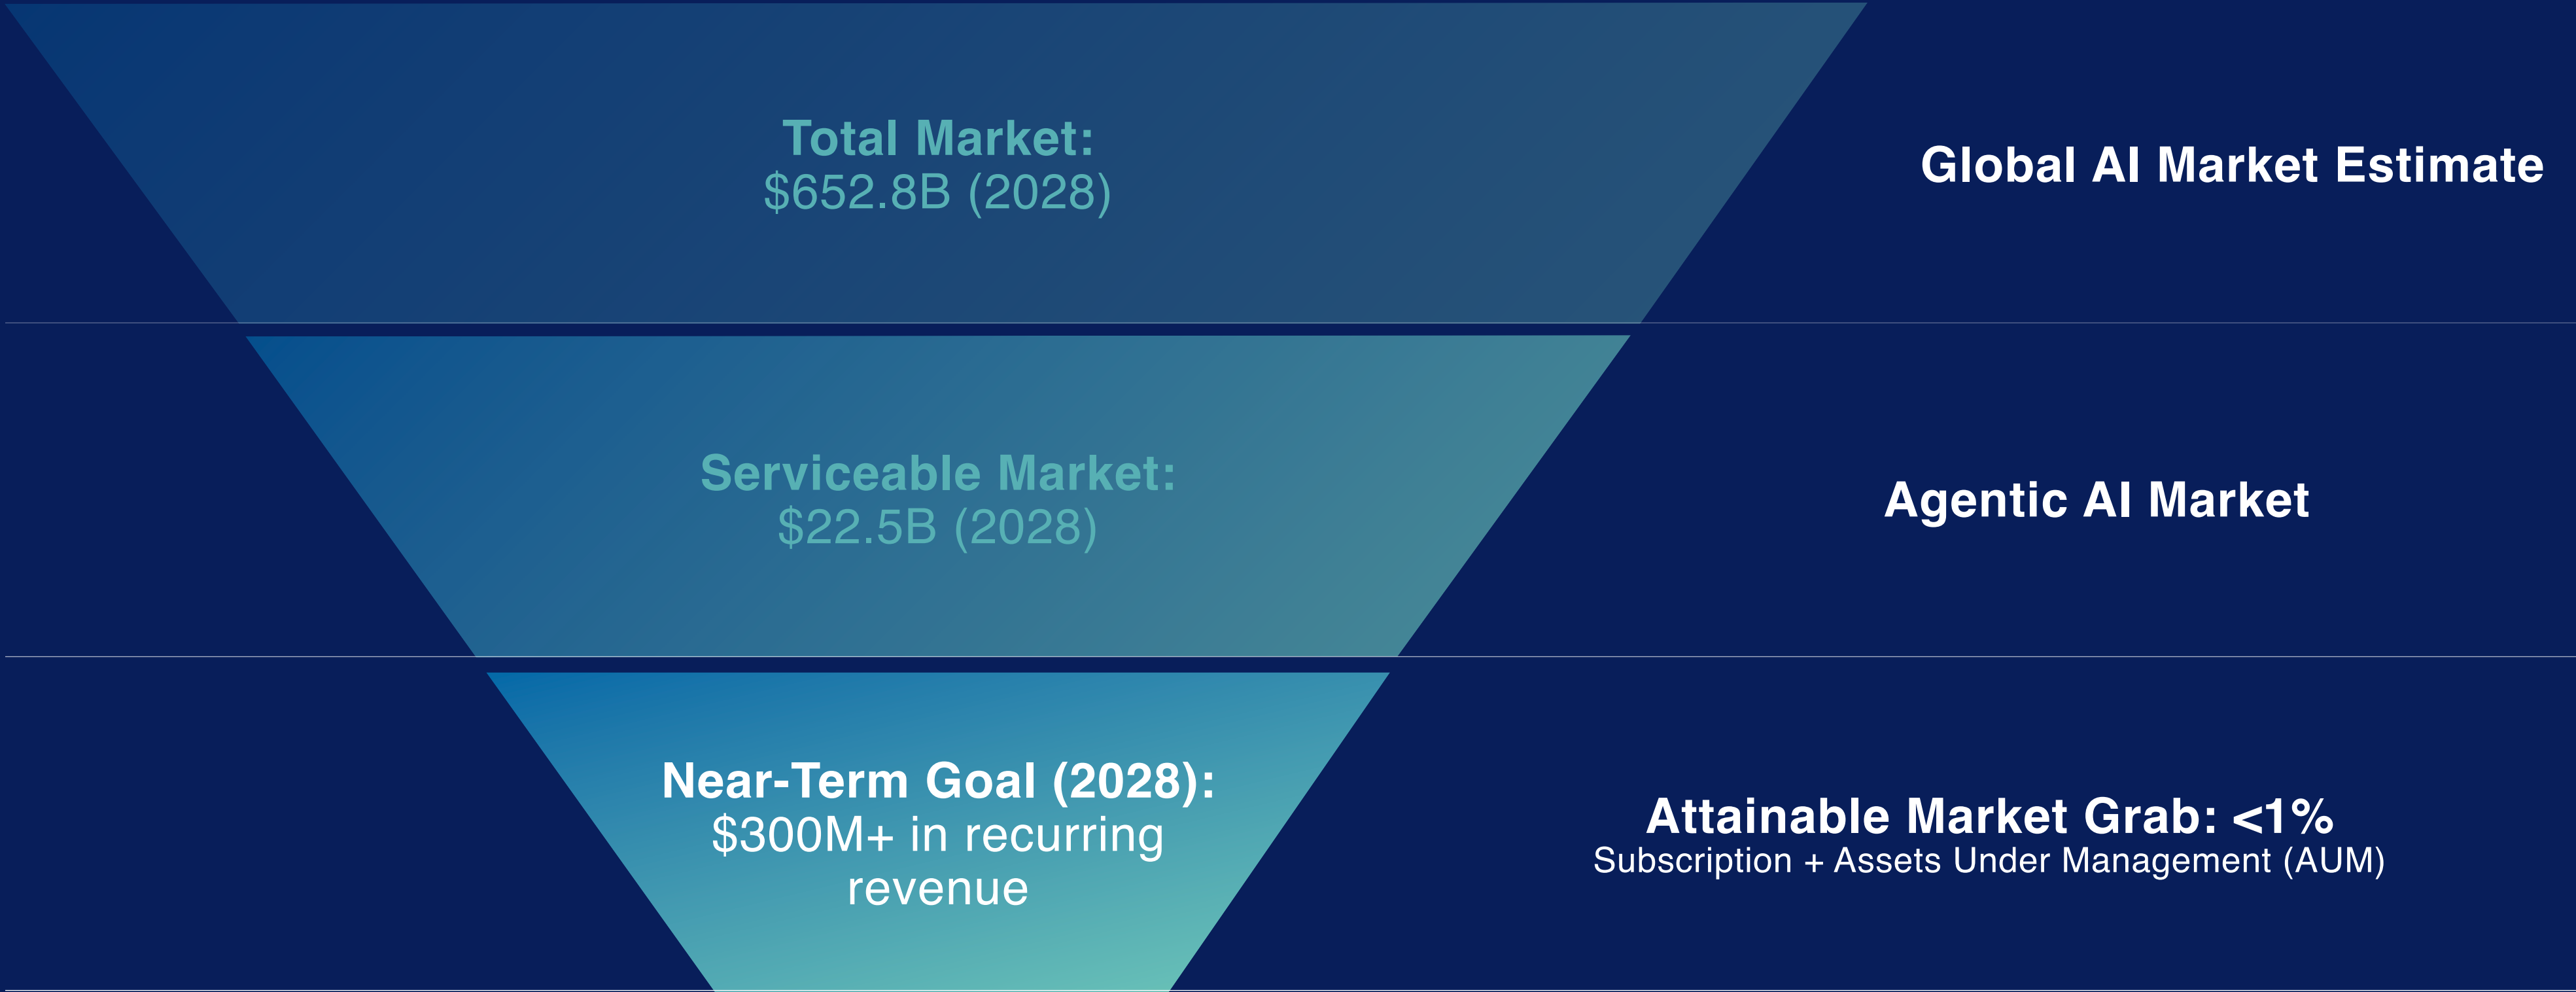 Total Market:
$652.8B (2028)
Global AI Market Estimate
Serviceable Market:
$22.5B (2028)
Agentic AI Market
Near-Term Goal (2028):
$300M+ in recurring
revenue
Attainable Market Grab: <1%
Subscription + Assets Under Management (AUM)